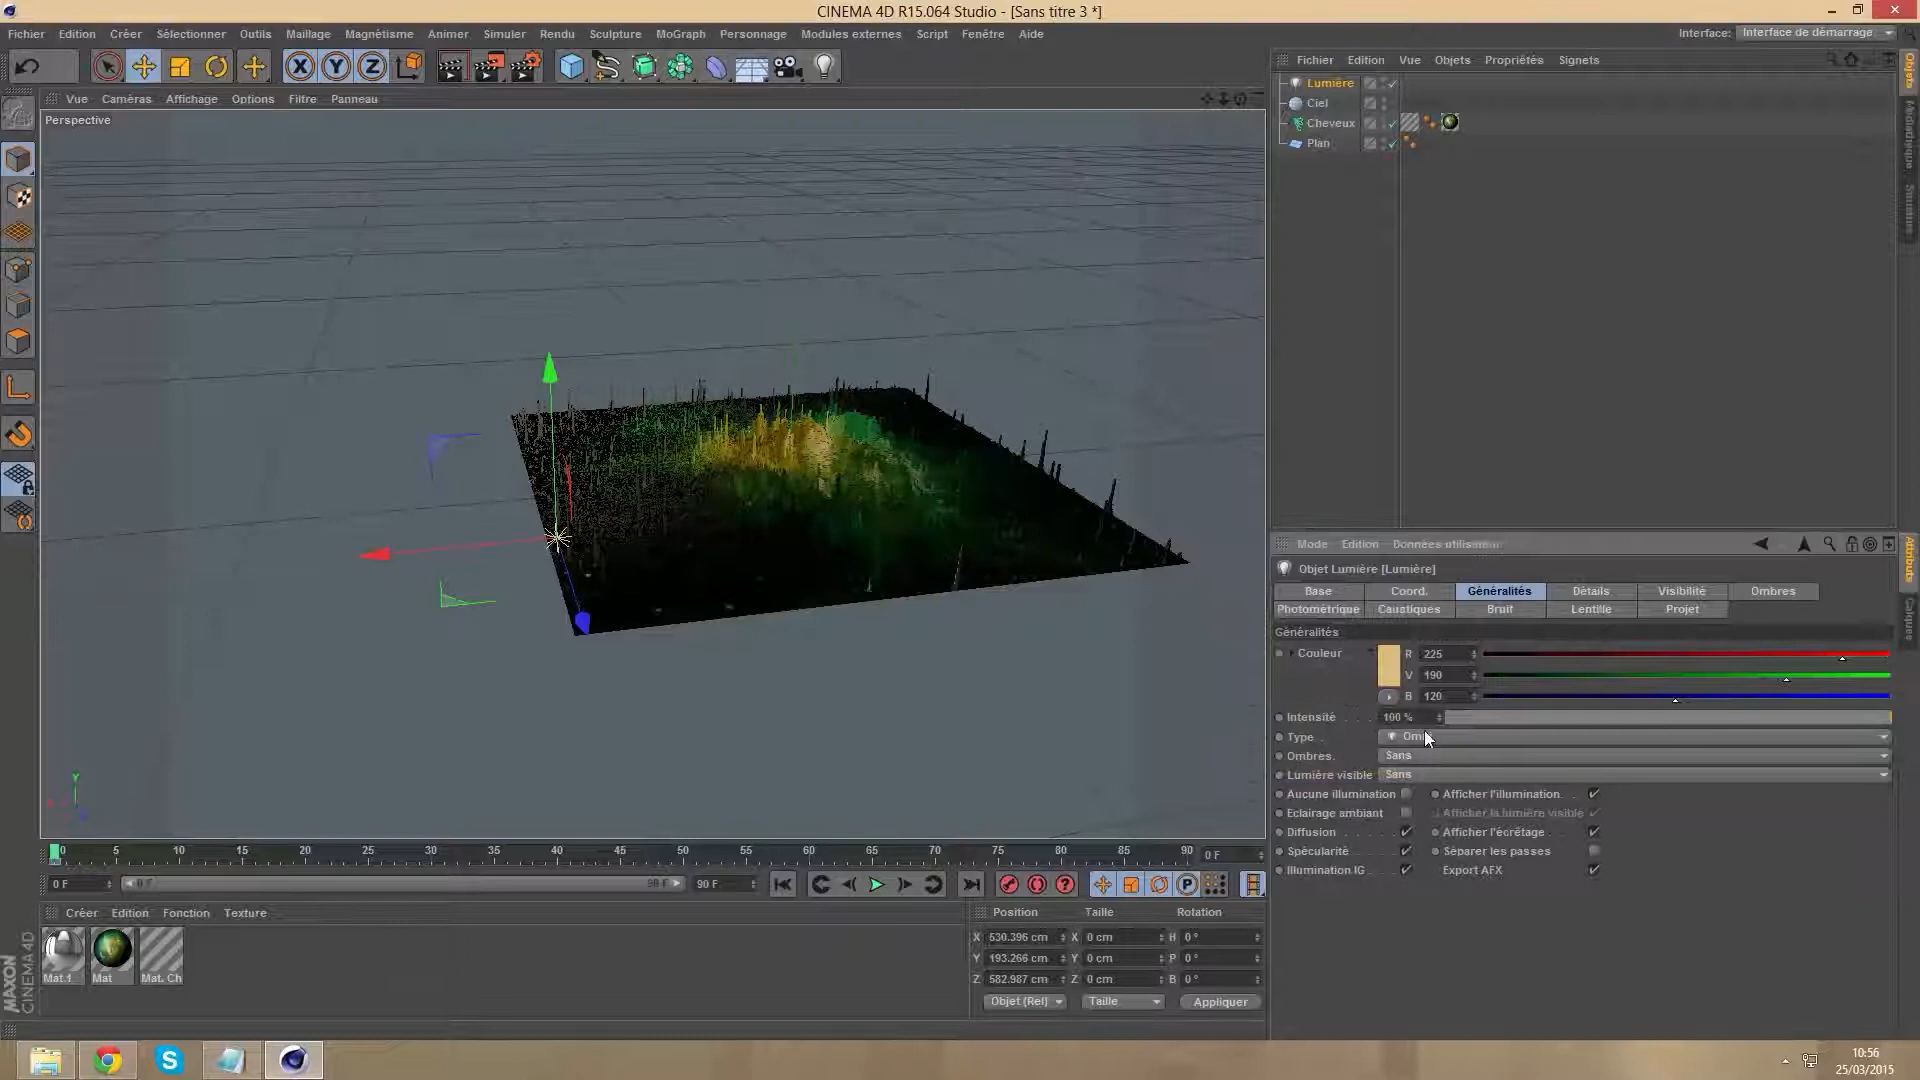 CINEMA 4D R15.064 Studio - [Sans titre 3 *]
Fichier Edition Créer Sélectionner Outils Maillage Magnétisme Animer Simuler Rendu Sculpture MoGraph Personnage Modules externes Script Fenêtre Aide Interface: Interface de démarrage
X Y Z
Fichier Edition Vue Objets Propriétés Signets
Objets
Vue Caméras Affichage Options Filtre Panneau
Perspective
Lumière
Ciel
Cheveux
Plan
Structure
Mode Edition Données utilisateur
Attributs
Objet Lumière [Lumière]
Base Coord. Généralités Détails Visibilité Ombres
Photométrique Caustiques Bruit Lentille Projet
Calques
Généralités
Couleur R 225
V 190
B 120
Intensité 100 %
Type
Ombres. Sans
Lumière visible Sans
Aucune illumination Afficher l'illumination
Eclairage ambiant Afficher la lumière visible
Diffusion Afficher l'écrêtage
Spécularité Séparer les passes
Illumination IG Export AFX
Y
0 5 10 15 20 25 30 35 40 45 50 55 60 65 70 75 80 85 90 0 F
0 F 0 F 90 F 90 F P
Créer Edition Fonction Texture
Mat.1 Mat Mat. Ch
Position Taille Rotation
X 530.396 cm X 0 cm H 0 °
Y 193.266 cm Y 0 cm P 0 °
Z 582.987 cm Z 0 cm B 0 °
Objet (Rel) Taille Appliquer
MAXON
CINEMA 4D
10:56
25/03/2015